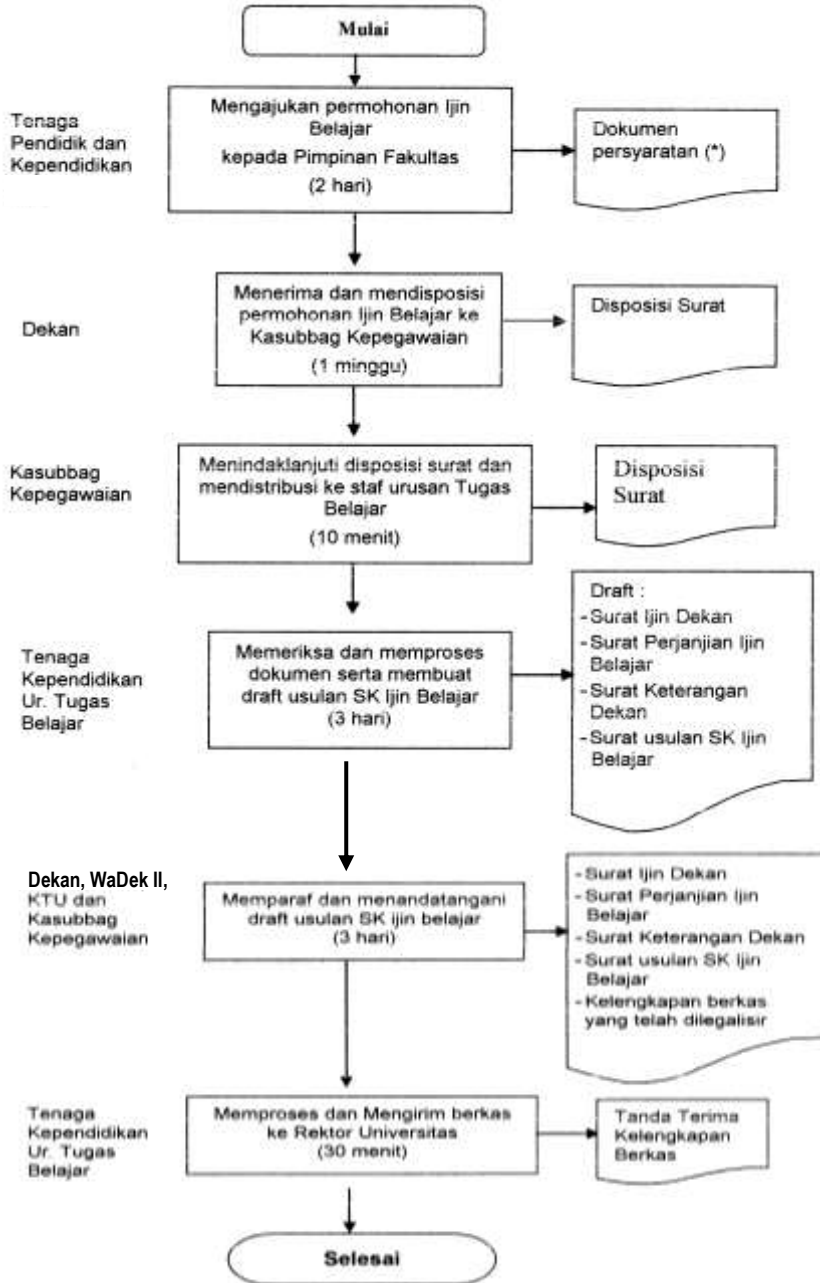 Mulai
Tenaga
Pendidik dan
Kependidikan
Mengajukan permohonan Ijin
Belajar
kepada Pimpinan Fakultas
(2 hari)
Dokumen
persyaratan (*)
Dekan
Menerima dan mendisposisi
permohonan Ijin Belajar ke
Kasubbag Kepegawaian
(1 minggu)
Disposisi Surat
Kasubbag
Kepegawaian
Menindaklanjuti disposisi surat dan
mendistribusi ke staf urusan Tugas
Belajar
(10 menit)
Disposisi
Surat
Tenaga
Kependidikan
Ur. Tugas
Belajar
Memeriksa dan memproses
dokumen serta membuat
draft usulan SK Ijin Belajar
(3 hari)
Draft :
-Surat Ijin Dekan
-Surat Perjanjian Ijin
Belajar
-Surat Keterangan
Dekan
-Surat usulan SK Ijin
Belajar
Dekan, WaDek II,
KTU dan
Kasubbag
Kepegawaian
Memparaf dan menandatangani
draft usulan SK ijin belajar
(3 hari)
-Surat Ijin Dekan
-Surat Perjanjian Ijin
Belajar
-Surat Keterangan Dekan
-Surat usulan SK Ijin
Belajar
-Kelengkapan berkas
yang telah dilegalisir
Tenaga
Kependidikan
Ur. Tugas
Belajar
Memproses dan Mengirim berkas
ke Rektor Universitas
(30 menit)
Tanda Terima
Kelengkapan
Berkas
Selesai